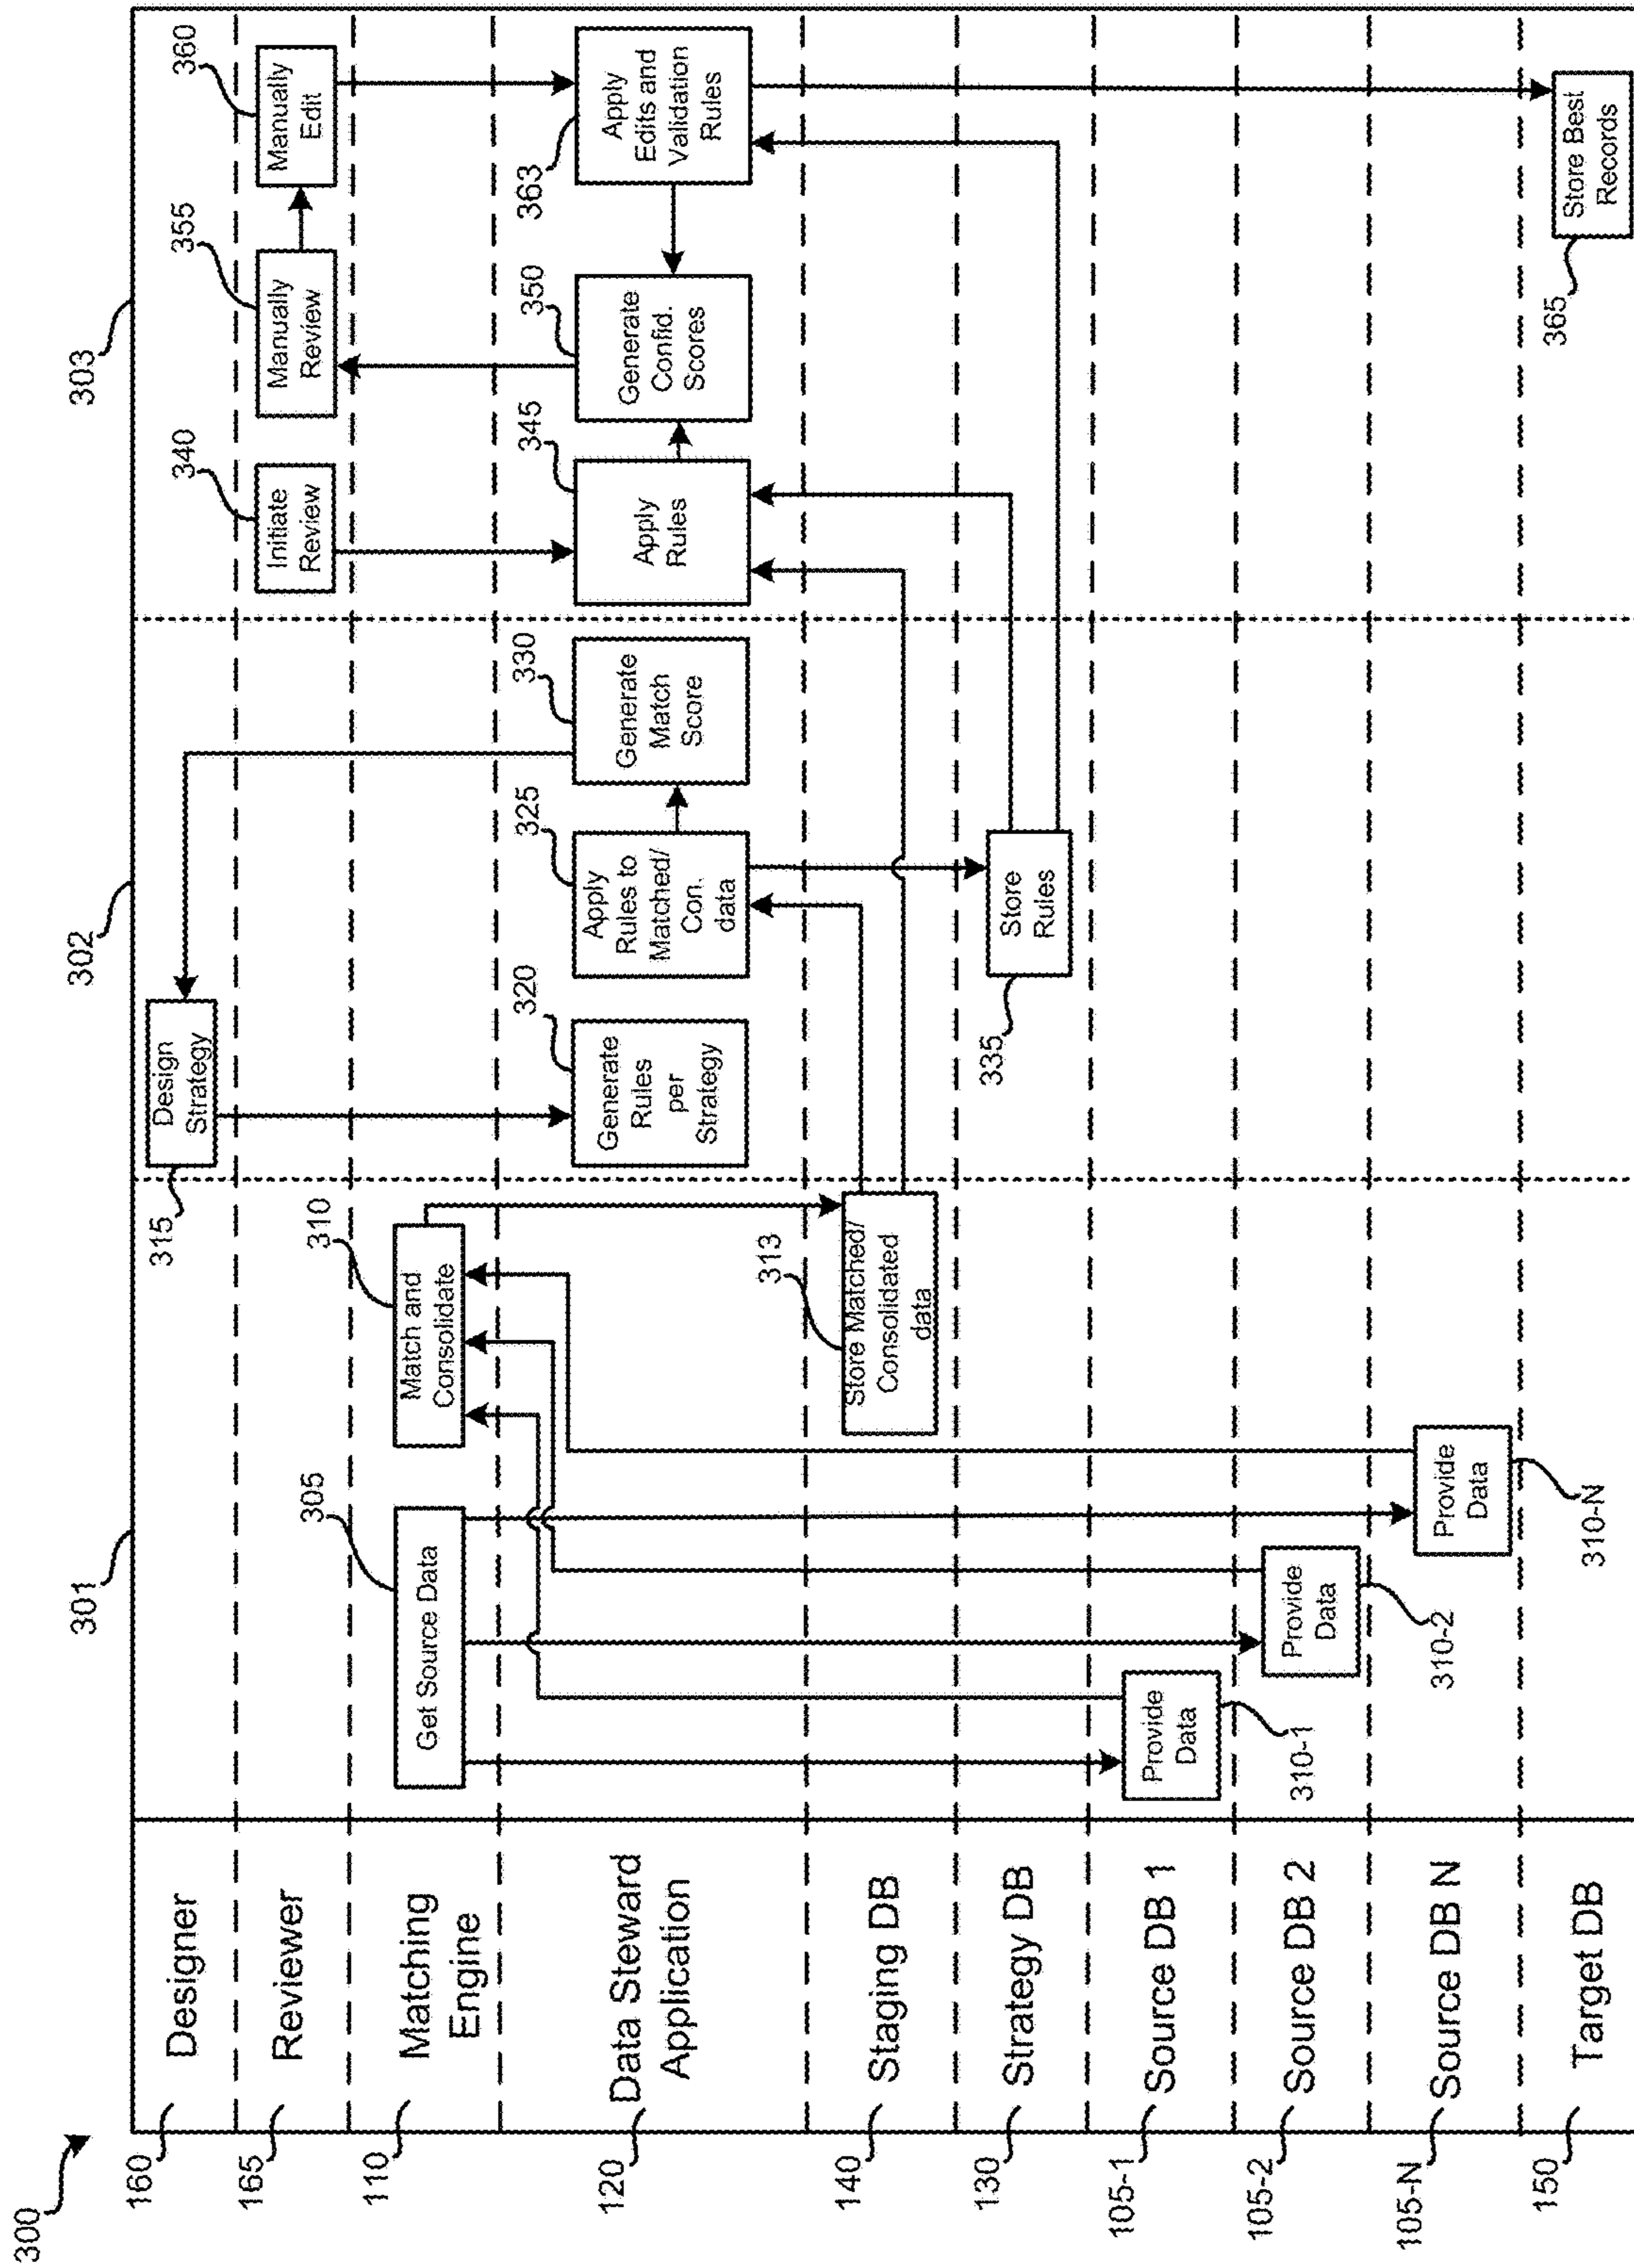 300
301
302
303
160
Designer
165
Reviewer
110
Matching
Engine
120
Data Steward
Application
140
Staging DB
130
Strategy DB
105-1
Source DB 1
105-2
Source DB 2
105-N
Source DB N
150
Target DB
305
Get Source Data
310
Match and
Consolidate
313
Store Matched/
Consolidated
data
Provide
Data
310-1
Provide
Data
310-2
Provide
Data
310-N
315
Design
Strategy
320
Generate
Rules
per
Strategy
325
Apply
Rules to
Matched/
Con.
data
330
Generate
Match
Score
335
Store
Rules
340
Initiate
Review
345
Apply
Rules
350
Generate
Confid.
Scores
355
Manually
Review
360
Manually
Edit
363
Apply
Edits and
Validation
Rules
365
Store Best
Records